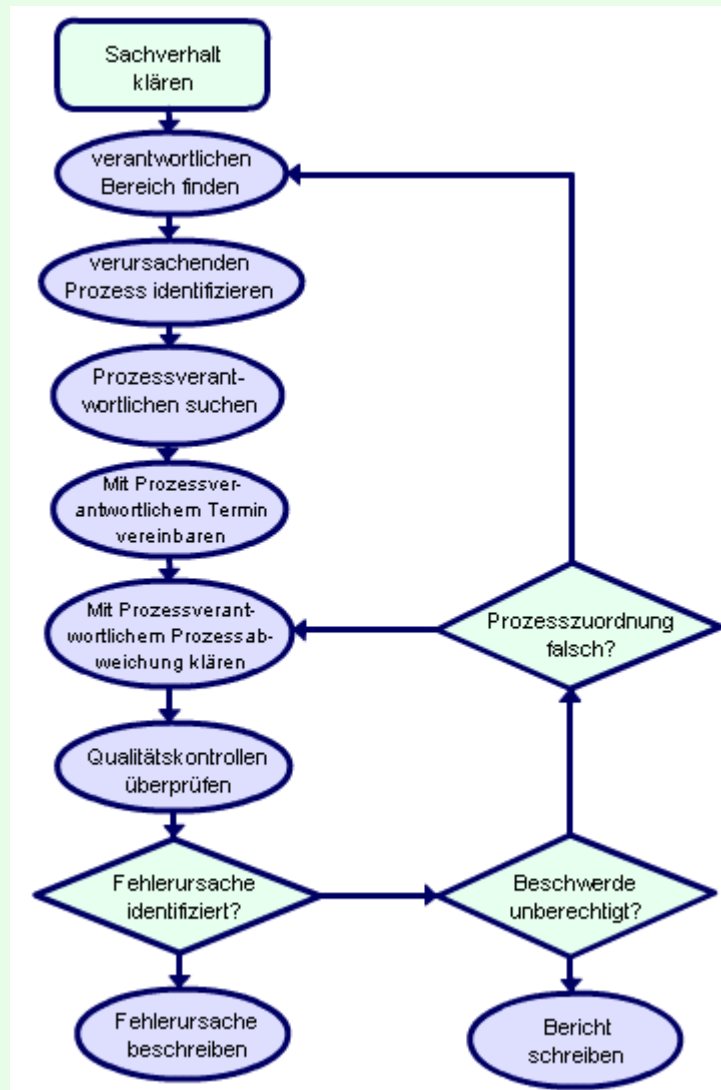 Sachverhalt
klären
verantwortlichen
Bereich finden
verursachenden
Prozess identifizieren
Prozessverant-
wortlichen suchen
Mit Prozessver-
antwortlichem Termin
vereinbaren
Mit Prozessverant-
wortlichem Prozessab-
weichung klären
Prozesszuordnung
falsch?
Qualitätskontrollen
überprüfen
Fehlerursache
identifiziert?
Beschwerde
unberechtigt?
Fehlerursache
beschreiben
Bericht
schreiben